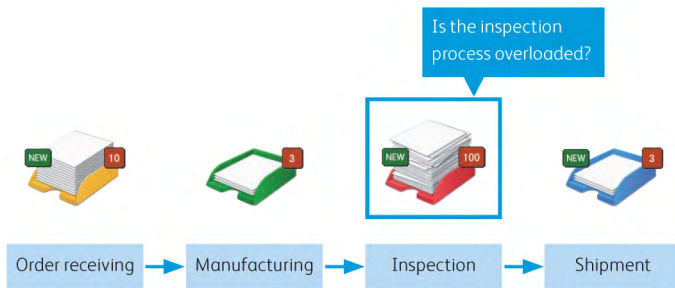 Is the inspection
process overloaded?
NEW
10
3
NEW
100
NEW
3
Order receiving
Manufacturing
Inspection
Shipment